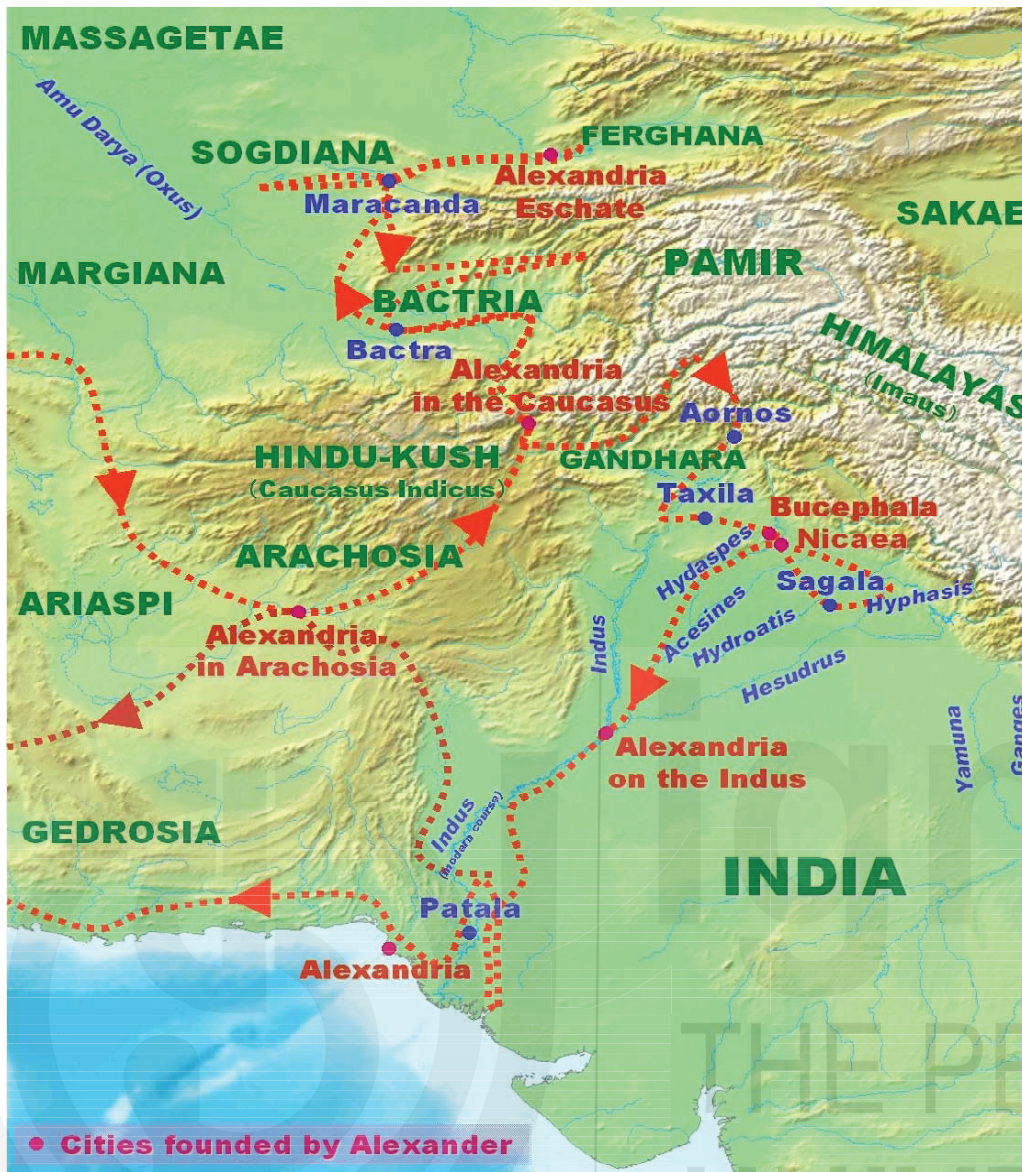 MASSAGETAE
Amu Darya (Oxus)
FERGHANA
SOGDIANA
Alexandria
Eschate
Maracanda
SAKAE
PAMIR
MARGIANA
BACTRIA
Bactra
HIMALAYAS
(Imaus)
Alexandria
in the Caucasus
Aornos
HINDU-KUSH
(Caucasus Indicus)
GANDHARA
Taxila
Bucephala
Nicaea
Hydaspes
ARACHOSIA
Sagala
Hyphasis
ARIASPI
Acesines
Hydroatis
Alexandria
in Arachosia
Indus
Hesudrus
Yamuna
Ganges
Alexandria
on the Indus
GEDROSIA
Indus
(modern course)
INDIA
Patala
Alexandria
THE PE
Cities founded by Alexander